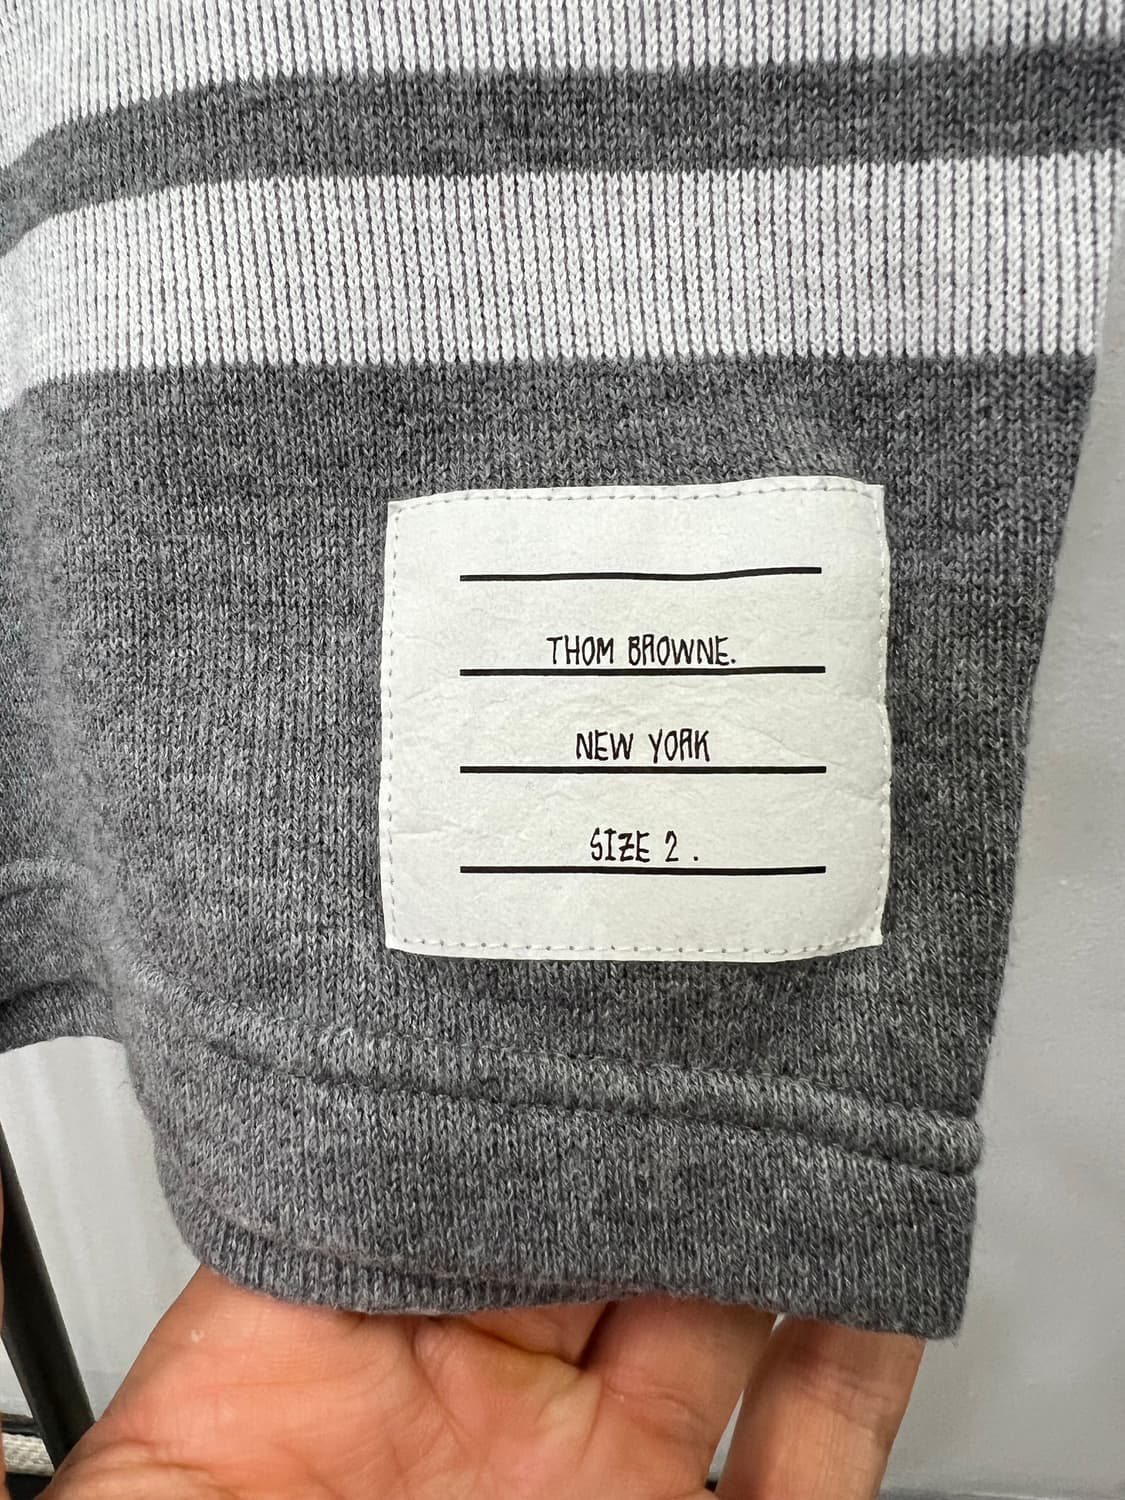 THOM BROWNE.
NEW YORK
SIZE 2 .